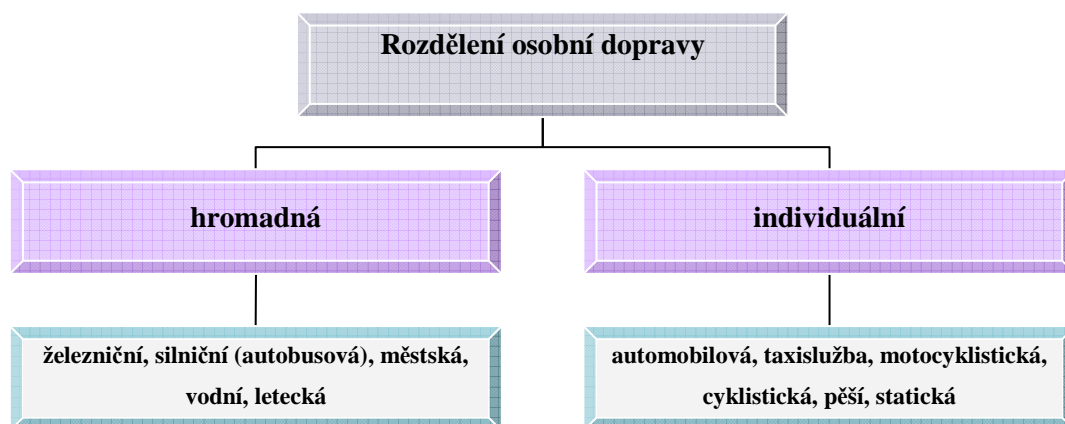 Rozdělení osobní dopravy
hromadná
individuální
železniční, silniční (autobusová), městská,
vodní, letecká
automobilová, taxislužba, motocyklistická,
cyklistická, pěší, statická